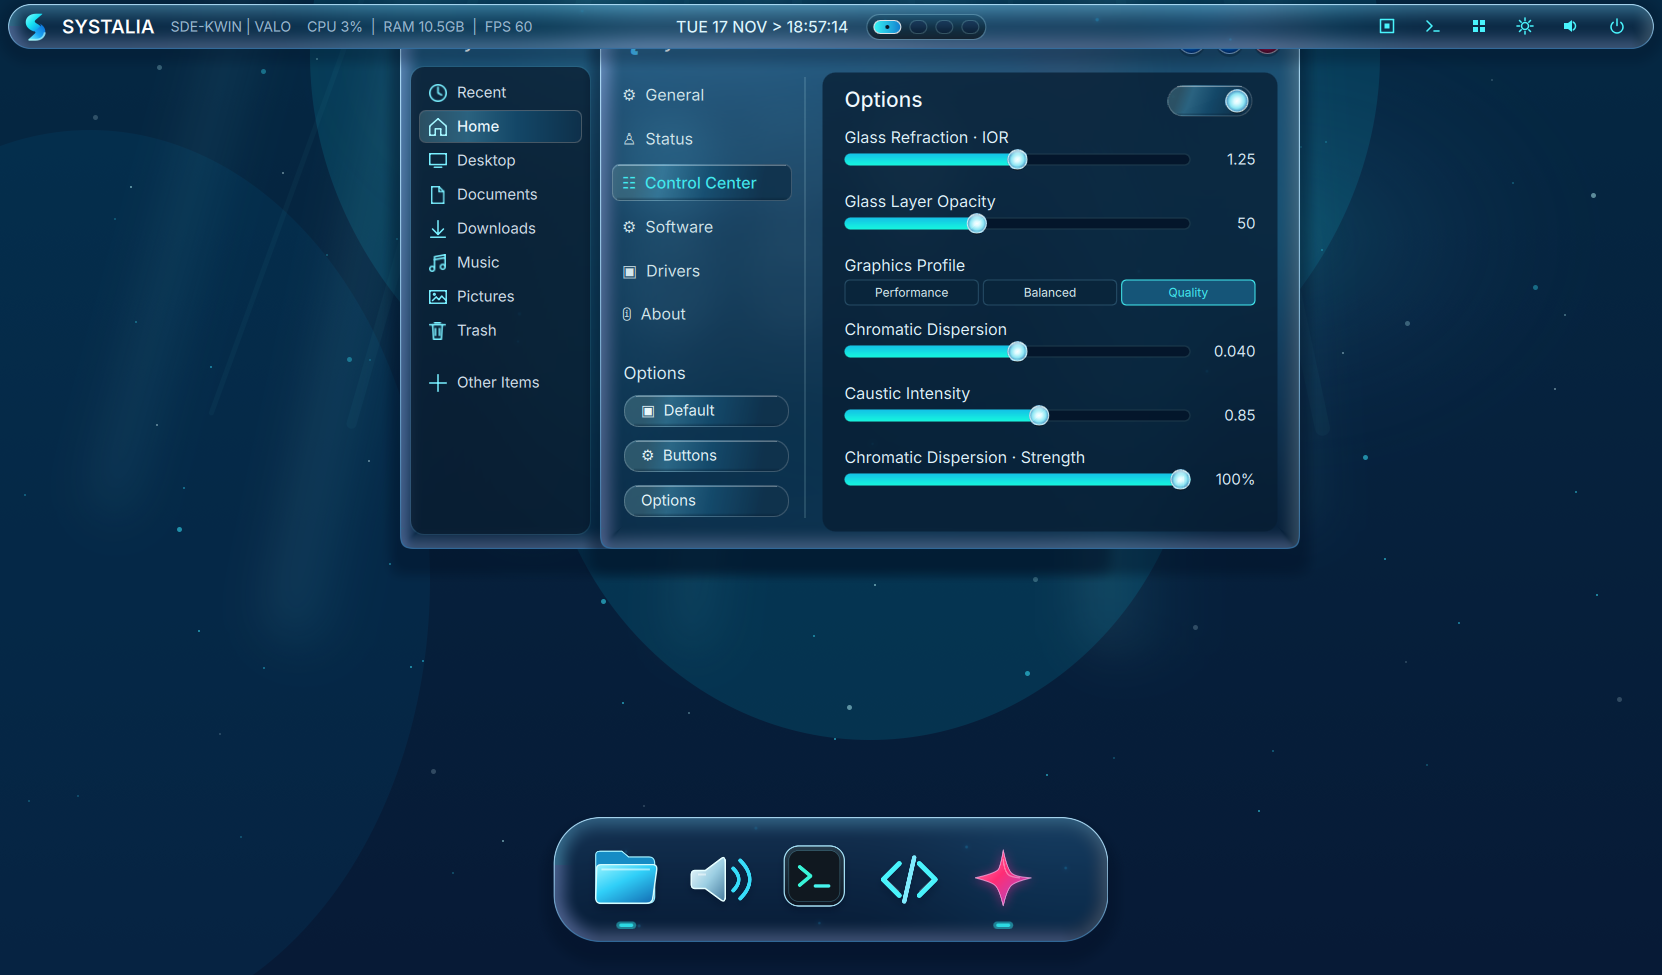 SYSTALIA SDE-KWIN | VALO CPU 3% | RAM 10.5GB | FPS 60 TUE 17 NOV > 18:57:14
Recent
Home
Desktop
Documents
Downloads
Music
Pictures
Trash
Other Items
General
Status
Control Center
Software
Drivers
About
Options
Default
Buttons
Options
Options
Glass Refraction · IOR
1.25
Glass Layer Opacity
50
Graphics Profile
Performance Balanced Quality
Chromatic Dispersion
0.040
Caustic Intensity
0.85
Chromatic Dispersion · Strength
100%